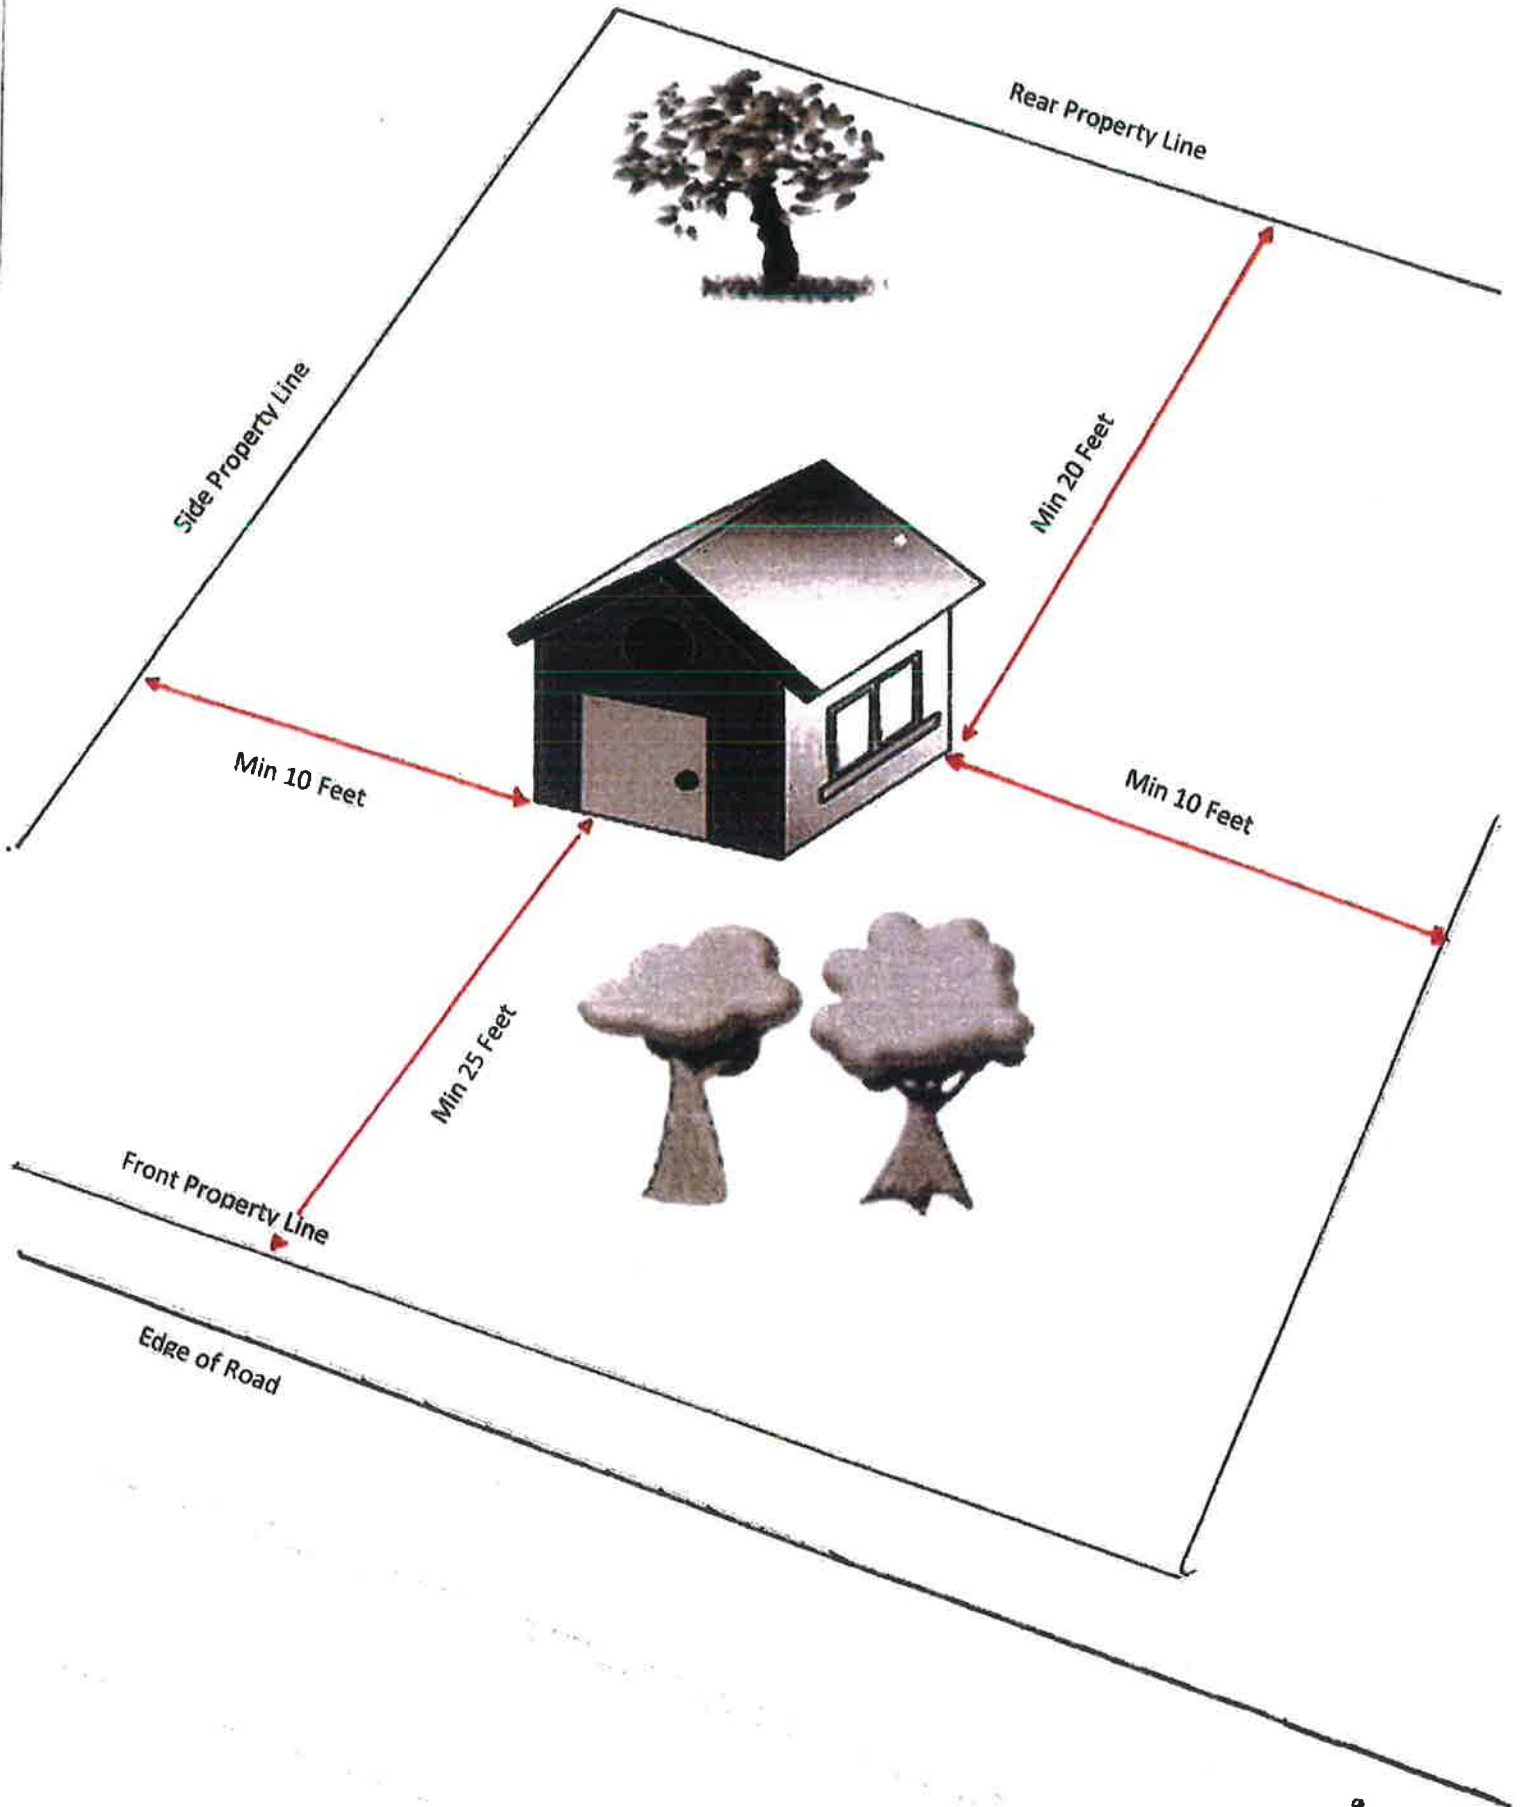 Rear Property Line
Side Property Line
Min 20 Feet
Min 10 Feet
Min 10 Feet
Min 25 Feet
Front Property Line
Edge of Road